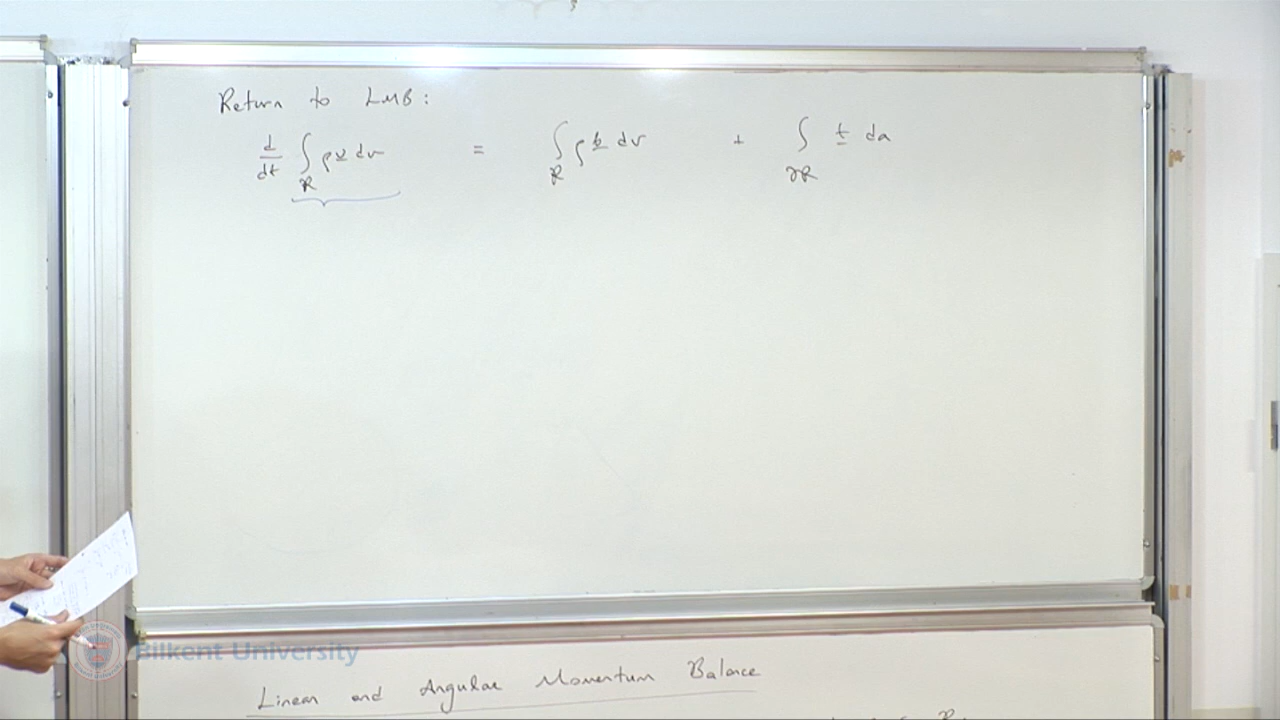 Return to LMB:
d/dt ∫_R ρv dv = ∫_R ρb dv + ∫_∂R t da
Bilkent University
Linear and Angular Momentum Balance